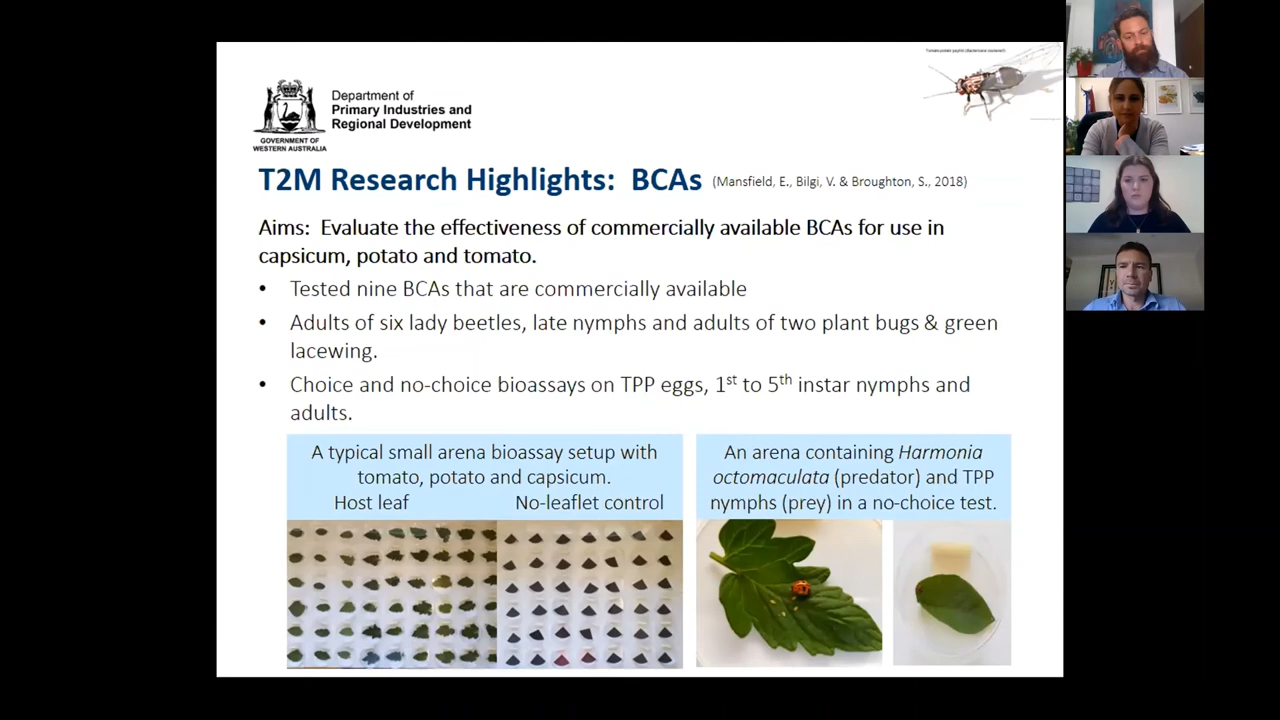 Tomato potato psyllid (Bactericera cockerelli)
Department of
Primary Industries and
Regional Development
GOVERNMENT OF
WESTERN AUSTRALIA
T2M Research Highlights: BCAs (Mansfield, E., Bilgi, V. & Broughton, S., 2018)
Aims: Evaluate the effectiveness of commercially available BCAs for use in
capsicum, potato and tomato.
• Tested nine BCAs that are commercially available
• Adults of six lady beetles, late nymphs and adults of two plant bugs & green
lacewing.
• Choice and no-choice bioassays on TPP eggs, 1st to 5th instar nymphs and
adults.
A typical small arena bioassay setup with
tomato, potato and capsicum.
Host leaf No-leaflet control
An arena containing Harmonia
octomaculata (predator) and TPP
nymphs (prey) in a no-choice test.